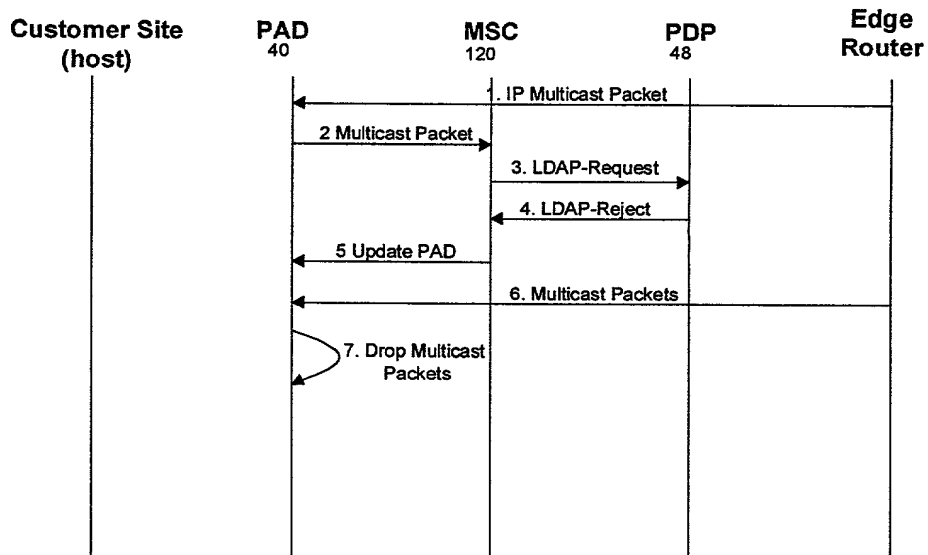 Customer Site
(host)
PAD
40
MSC
120
PDP
48
Edge
Router
1. IP Multicast Packet
2 Multicast Packet
3. LDAP-Request
4. LDAP-Reject
5 Update PAD
6. Multicast Packets
7. Drop Multicast
Packets